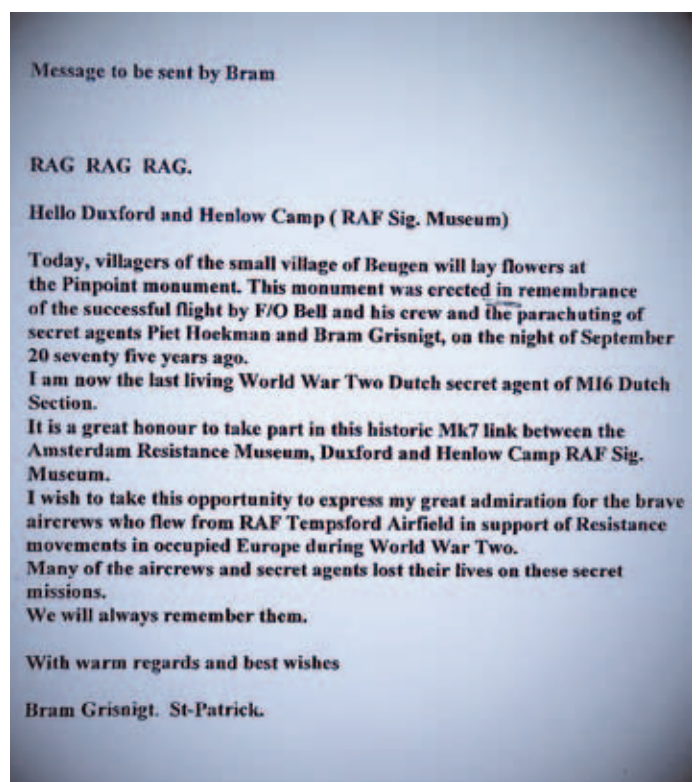 Message to be sent by Bram
RAG RAG RAG.
Hello Duxford and Henlow Camp ( RAF Sig. Museum)
Today, villagers of the small village of Beugen will lay flowers at
the Pinpoint monument. This monument was erected in remembrance
of the successful flight by F/O Bell and his crew and the parachuting of
secret agents Piet Hoekman and Bram Grisnigt, on the night of September
20 seventy five years ago.
I am now the last living World War Two Dutch secret agent of MI6 Dutch
Section.
It is a great honour to take part in this historic Mk7 link between the
Amsterdam Resistance Museum, Duxford and Henlow Camp RAF Sig.
Museum.
I wish to take this opportunity to express my great admiration for the brave
aircrews who flew from RAF Tempsford Airfield in support of Resistance
movements in occupied Europe during World War Two.
Many of the aircrews and secret agents lost their lives on these secret
missions.
We will always remember them.
With warm regards and best wishes
Bram Grisnigt. St-Patrick.